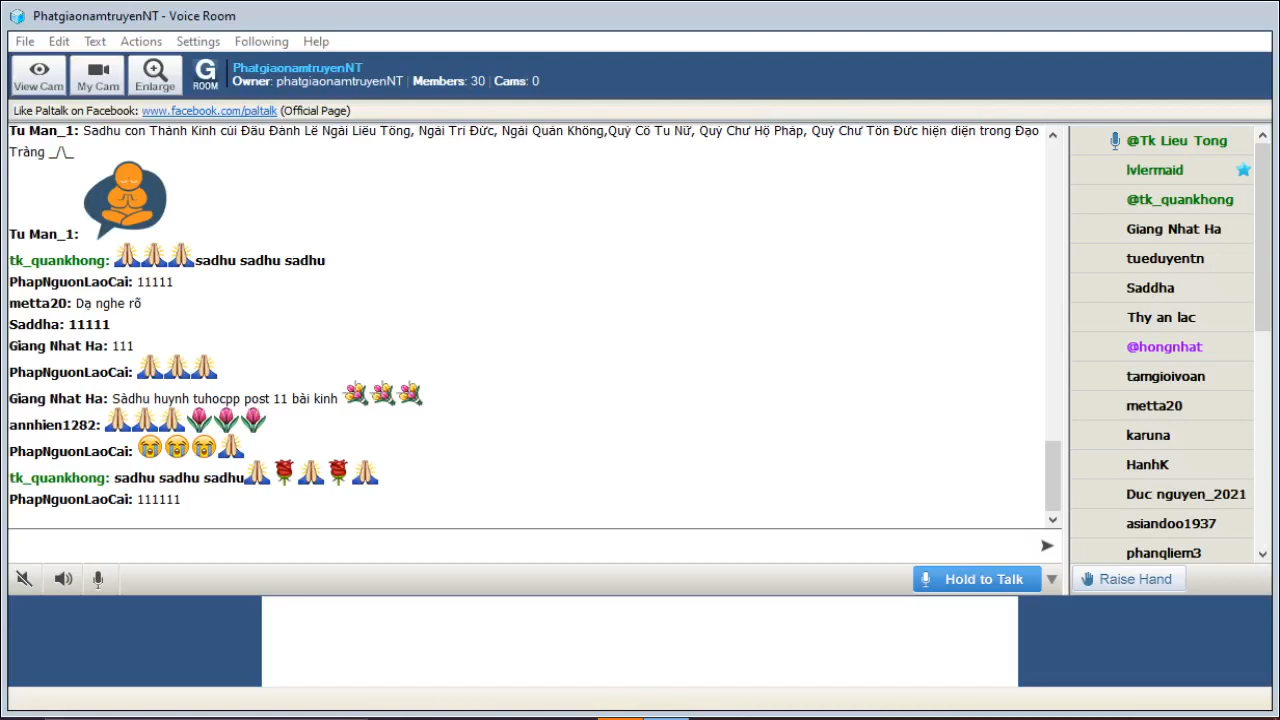 PhatgiaonamtruyenNT - Voice Room
File Edit Text Actions Settings Following Help
View Cam
My Cam
Enlarge
G
ROOM
PhatgiaonamtruyenNT
Owner: phatgiaonamtruyenNT | Members: 30 | Cams: 0
Like Paltalk on Facebook: www.facebook.com/paltalk (Official Page)
Tu Man_1: Sadhu con Thành Kính cúi Đầu Đảnh Lễ Ngài Liễu Tông, Ngài Trí Đức, Ngài Quán Không,Quý Cô Tu Nữ, Quý Chư Hộ Pháp, Quý Chư Tôn Đức hiện diện trong Đạo
Tràng _/\_
Tu Man_1:
tk_quankhong: sadhu sadhu sadhu
PhapNguonLaoCai: 11111
metta20: Dạ nghe rõ
Saddha: 11111
Giang Nhat Ha: 111
PhapNguonLaoCai:
Giang Nhat Ha: Sàdhu huynh tuhocpp post 11 bài kinh
annhien1282:
PhapNguonLaoCai:
tk_quankhong: sadhu sadhu sadhu
PhapNguonLaoCai: 111111
@Tk Lieu Tong
lvlermaid
@tk_quankhong
Giang Nhat Ha
tueduyentn
Saddha
Thy an lac
@hongnhat
tamgioivoan
metta20
karuna
HanhK
Duc nguyen_2021
asiandoo1937
phanqliem3
Hold to Talk
Raise Hand